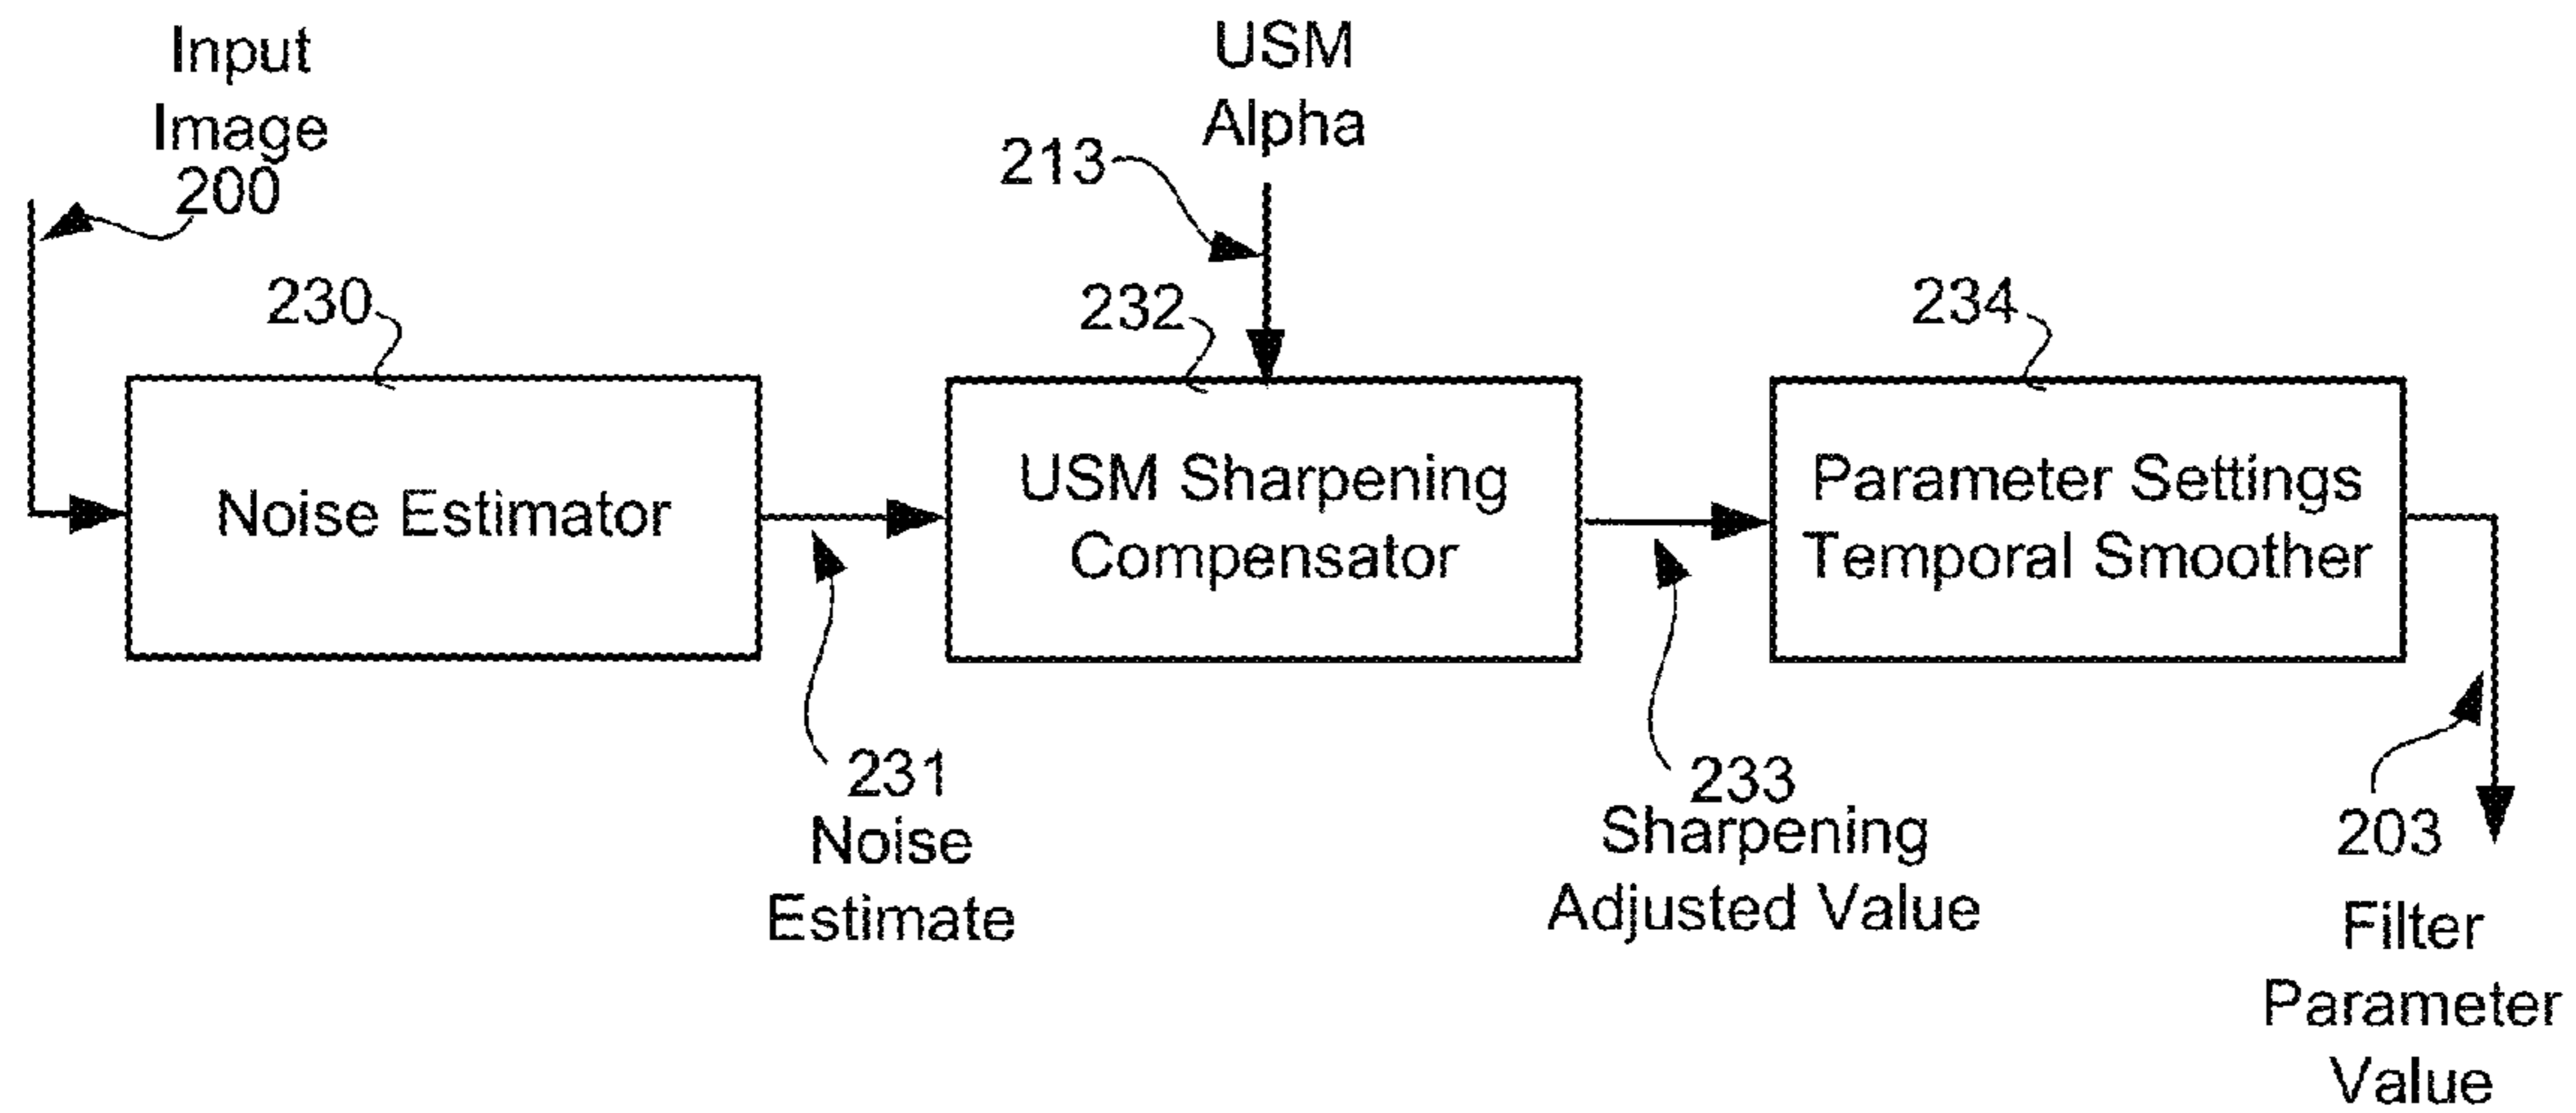 Input
Image
200
USM
Alpha
213
230
232
234
Noise Estimator
USM Sharpening
Compensator
Parameter Settings
Temporal Smoother
231
Noise
Estimate
233
Sharpening
Adjusted Value
203
Filter
Parameter
Value